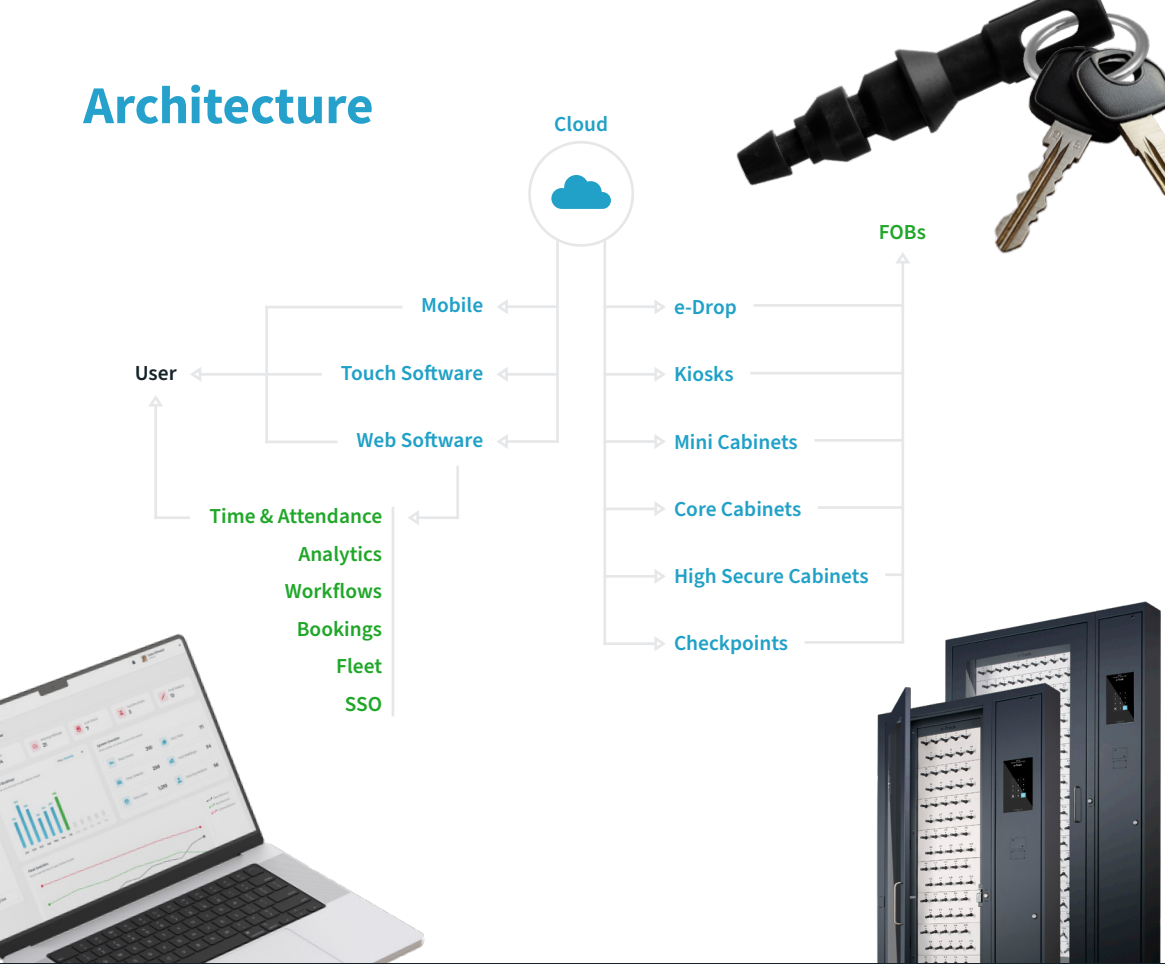 Architecture
Cloud
FOBs
Mobile
e-Drop
User
Touch Software
Kiosks
Web Software
Mini Cabinets
Time & Attendance
Core Cabinets
Analytics
High Secure Cabinets
Workflows
Bookings
Checkpoints
Fleet
SSO